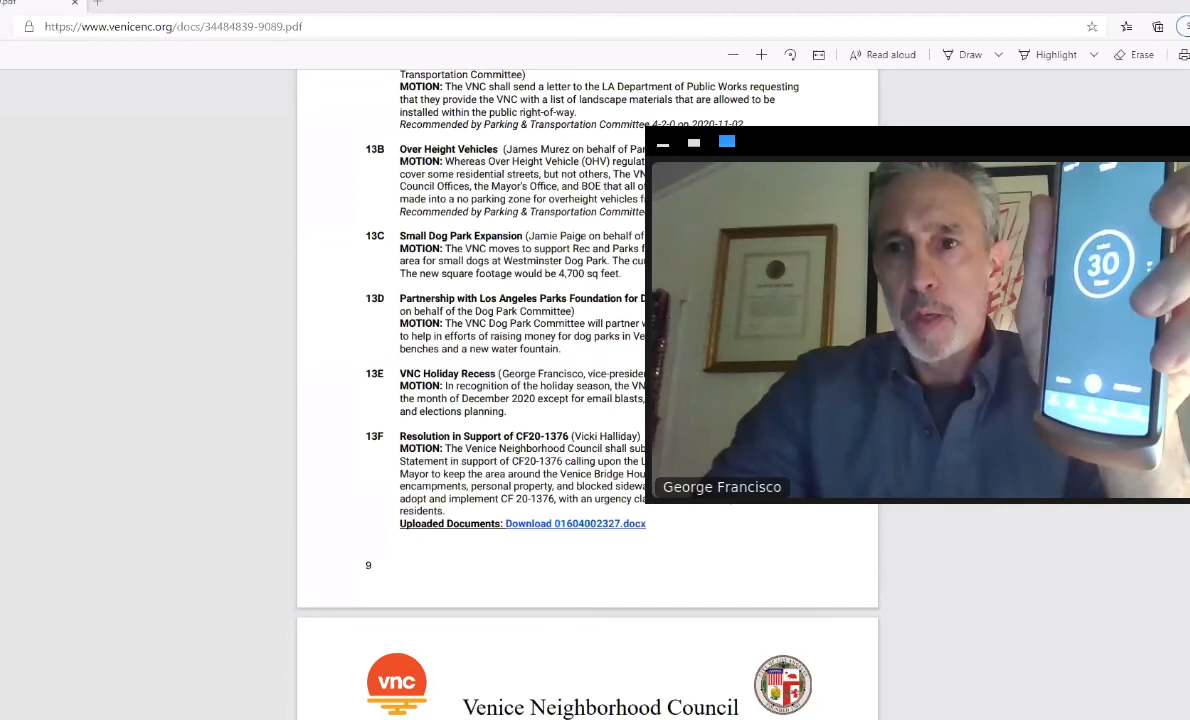 .pdf
https://www.venicenc.org/docs/34484839-9089.pdf
Read aloud
Draw
Highlight
Erase
Transportation Committee)
MOTION: The VNC shall send a letter to the LA Department of Public Works requesting
that they provide the VNC with a list of landscape materials that are allowed to be
installed within the public right-of-way.
Recommended by Parking & Transportation Committee 4-2-0 on 2020-11-02
13B Over Height Vehicles (James Murez on behalf of Par
MOTION: Whereas Over Height Vehicle (OHV) regulat
cover some residential streets, but not others, The VN
Council Offices, the Mayor's Office, and BOE that all of
made into a no parking zone for overheight vehicles f
Recommended by Parking & Transportation Committe
13C Small Dog Park Expansion (Jamie Paige on behalf of
MOTION: The VNC moves to support Rec and Parks f
area for small dogs at Westminster Dog Park. The cu
The new square footage would be 4,700 sq feet.
13D Partnership with Los Angeles Parks Foundation for D
on behalf of the Dog Park Committee)
MOTION: The VNC Dog Park Committee will partner w
to help in efforts of raising money for dog parks in Ve
benches and a new water fountain.
13E VNC Holiday Recess (George Francisco, vice-presider
MOTION: In recognition of the holiday season, the VN
the month of December 2020 except for email blasts,
and elections planning.
13F Resolution in Support of CF20-1376 (Vicki Halliday)
MOTION: The Venice Neighborhood Council shall sub
Statement in support of CF20-1376 calling upon the L
Mayor to keep the area around the Venice Bridge Hou
encampments, personal property, and blocked sidew
adopt and implement CF 20-1376, with an urgency cla
residents.
Uploaded Documents: Download 01604002327.docx
9
30
George Francisco
vnc
Venice Neighborhood Council